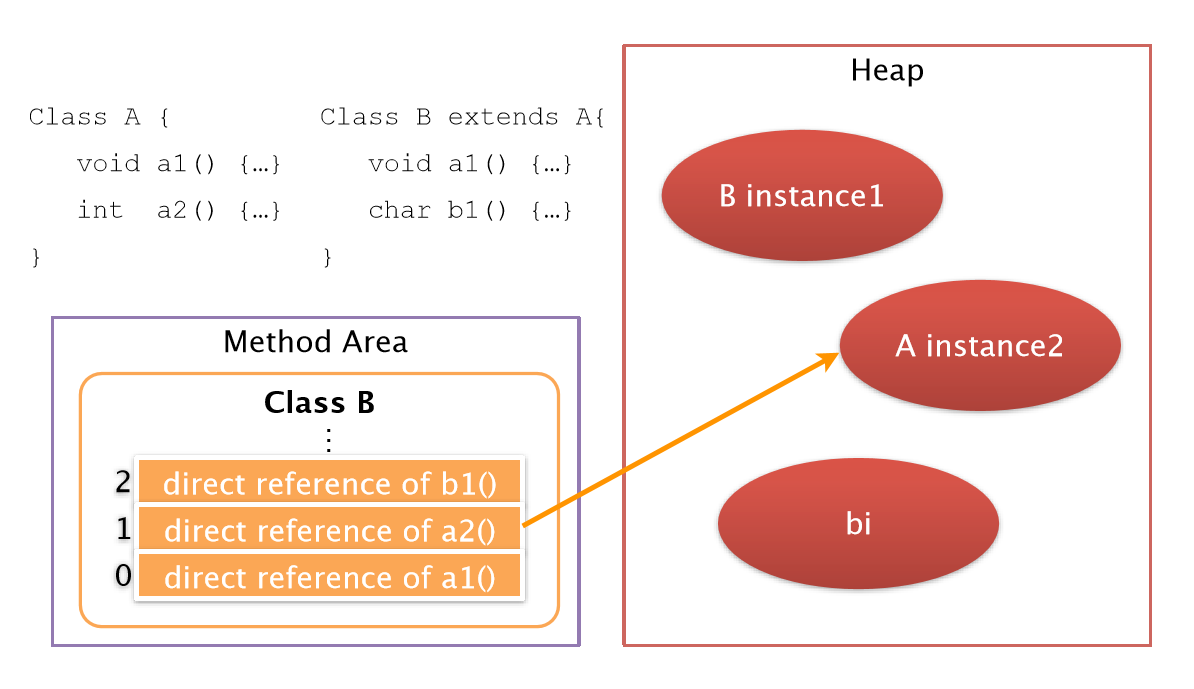 Class A {
void a1() {…}
int a2() {…}
}
Class B extends A{
void a1() {…}
char b1() {…}
}
Method Area
Class B
⋮
2 direct reference of b1()
1 direct reference of a2()
0 direct reference of a1()
Heap
B instance1
A instance2
bi